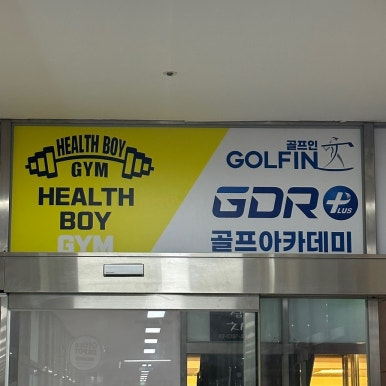 HEALTH BOY
GYM
HEALTH
BOY
GYM
골프인
GOLFIN
GDR PLUS
골프아카데미